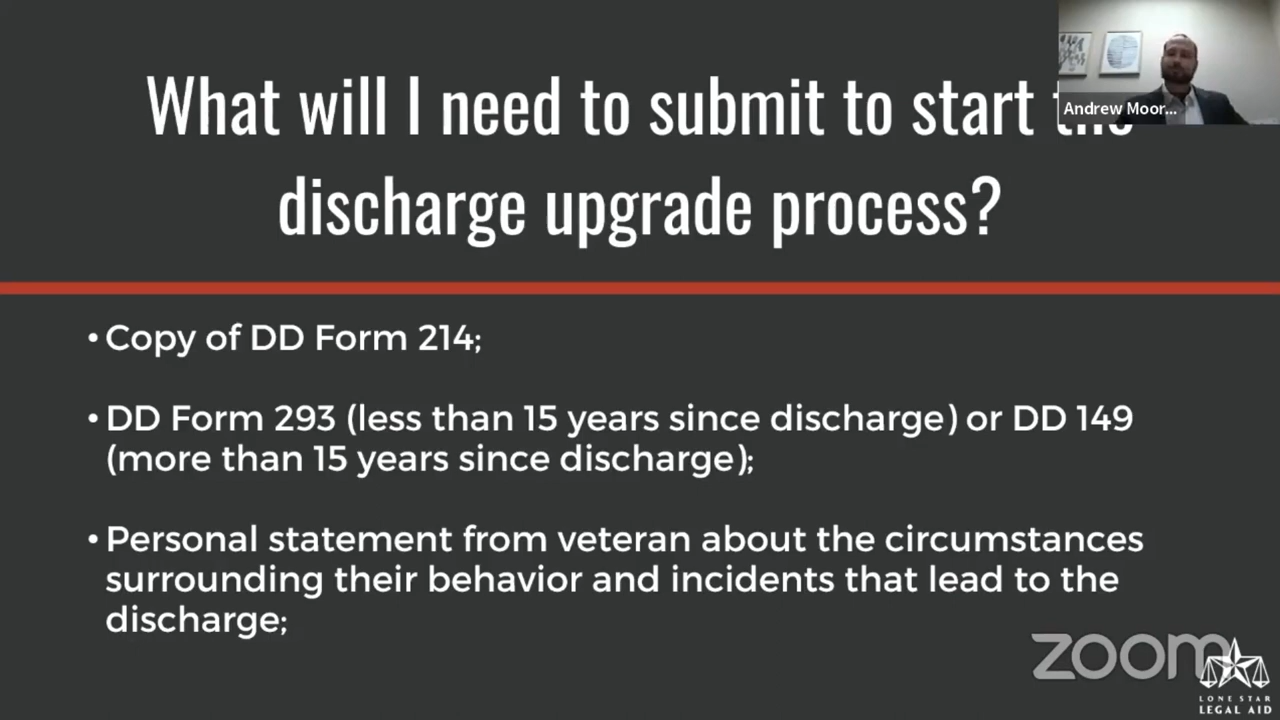 What will I need to submit to start the
discharge upgrade process?
Andrew Moor...
• Copy of DD Form 214;
• DD Form 293 (less than 15 years since discharge) or DD 149
(more than 15 years since discharge);
• Personal statement from veteran about the circumstances
surrounding their behavior and incidents that lead to the
discharge;
zoom
LONE STAR
LEGAL AID